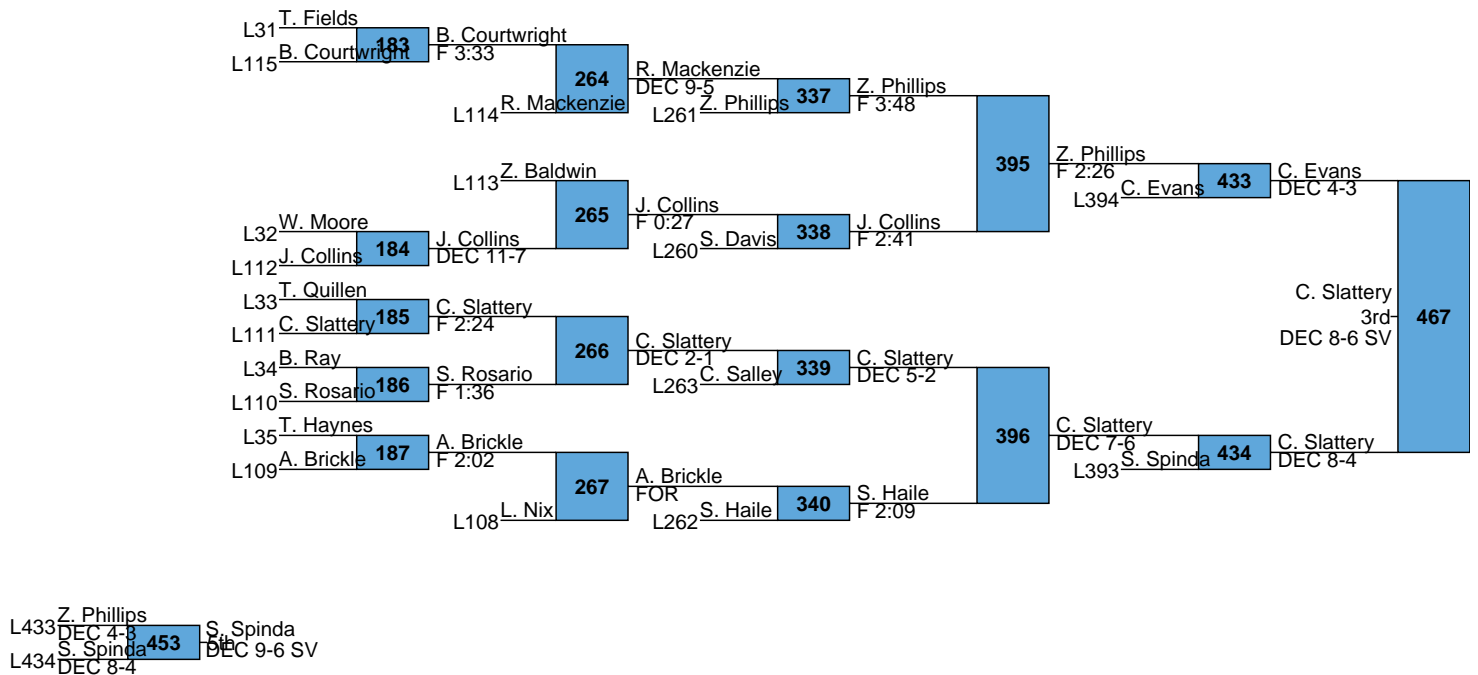 L31 T. Fields
183
L115 B. Courtwright
B. Courtwright
F 3:33
264
L114 R. Mackenzie
R. Mackenzie
DEC 9-5
L261 Z. Phillips
337
Z. Phillips
F 3:48
L113 Z. Baldwin
265
L32 W. Moore
184
L112 J. Collins
J. Collins
DEC 11-7
J. Collins
F 0:27
L260 S. Davis
338
J. Collins
F 2:41
395
Z. Phillips
F 2:26
L394 C. Evans
433
C. Evans
DEC 4-3
L33 T. Quillen
185
L111 C. Slattery
C. Slattery
F 2:24
266
L34 B. Ray
186
L110 S. Rosario
S. Rosario
F 1:36
C. Slattery
DEC 2-1
L263 C. Salley
339
C. Slattery
DEC 5-2
L35 T. Haynes
187
L109 A. Brickle
A. Brickle
F 2:02
267
L108 L. Nix
A. Brickle
FOR
L262 S. Haile
340
S. Haile
F 2:09
396
C. Slattery
DEC 7-6
L393 S. Spinda
434
C. Slattery
DEC 8-4
467
C. Slattery
3rd
DEC 8-6 SV
L433 Z. Phillips
DEC 4-3
453
L434 S. Spinda
DEC 8-4
S. Spinda
5th
DEC 9-6 SV